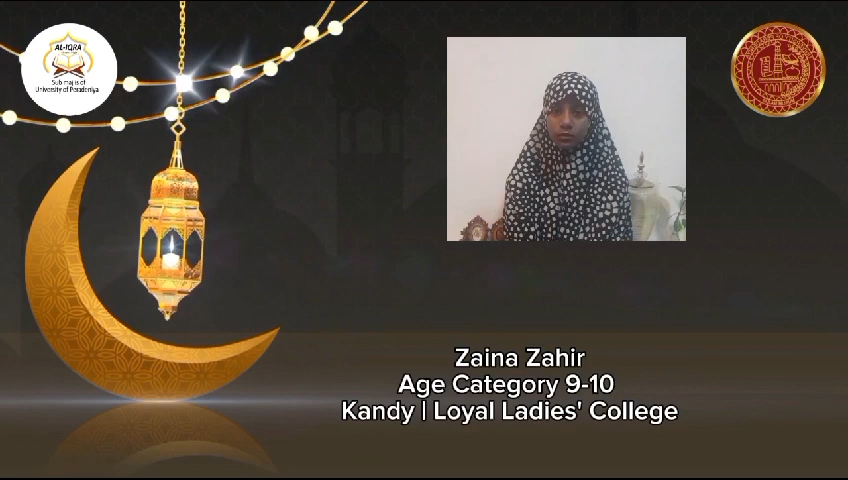 AL-IQRA
Sub majlis of
University of Peradeniya
Zaina Zahir
Age Category 9-10
Kandy | Loyal Ladies' College